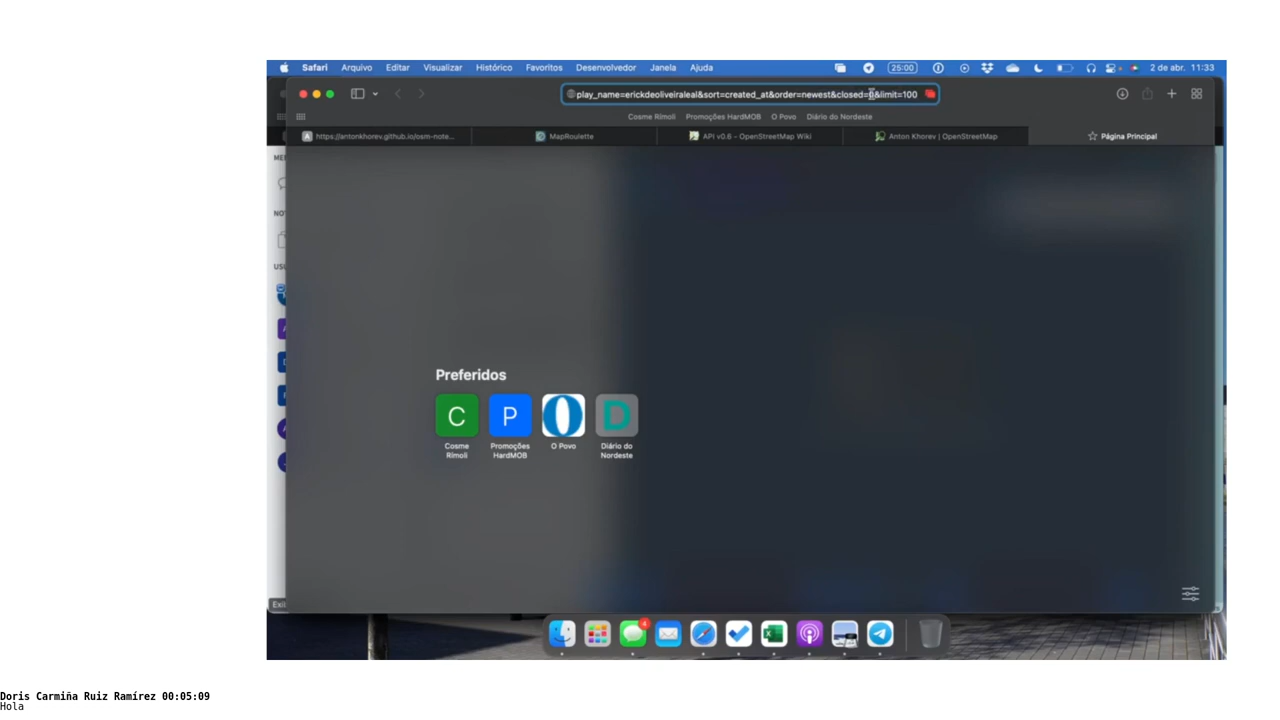 Safari Arquivo Editar Visualizar Histórico Favoritos Desenvolvedor Janela Ajuda 25:00 2 de abr. 11:33
play_name=erickdeoliveiraleal&sort=created_at&order=newest&closed=0&limit=100
Cosme Rímoli Promoções HardMOB O Povo Diário do Nordeste
https://antonkhorev.github.io/osm-note... MapRoulette API v0.6 - OpenStreetMap Wiki Anton Khorev | OpenStreetMap Página Principal
Preferidos
C P O D
Cosme Rímoli
Promoções HardMOB
O Povo
Diário do Nordeste
4
Doris Carmiña Ruiz Ramírez 00:05:09
Hola